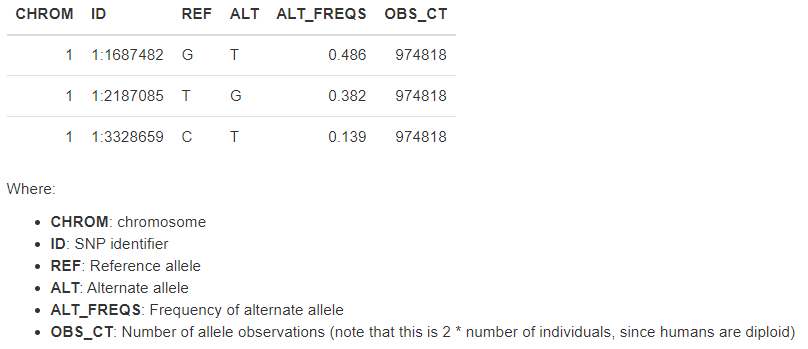 CHROM ID REF ALT ALT_FREQS OBS_CT
1 1:1687482 G T 0.486 974818
1 1:2187085 T G 0.382 974818
1 1:3328659 C T 0.139 974818
Where:
• CHROM: chromosome
• ID: SNP identifier
• REF: Reference allele
• ALT: Alternate allele
• ALT_FREQS: Frequency of alternate allele
• OBS_CT: Number of allele observations (note that this is 2 * number of individuals, since humans are diploid)